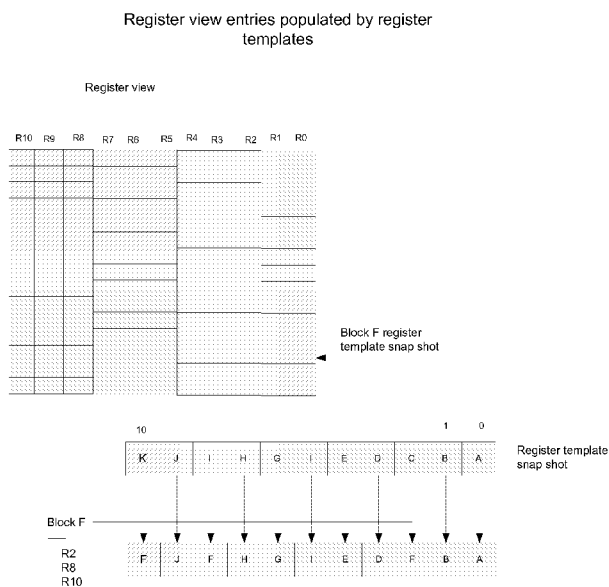 Register view entries populated by register
templates
Register view
R10 R9 R8 R7 R6 R5 R4 R3 R2 R1 R0
Block F register
template snap shot
10 1 0
K J I H G I E D C B A
Register template
snap shot
Block F
R2
R8
R10
F J F H G I E D F B A